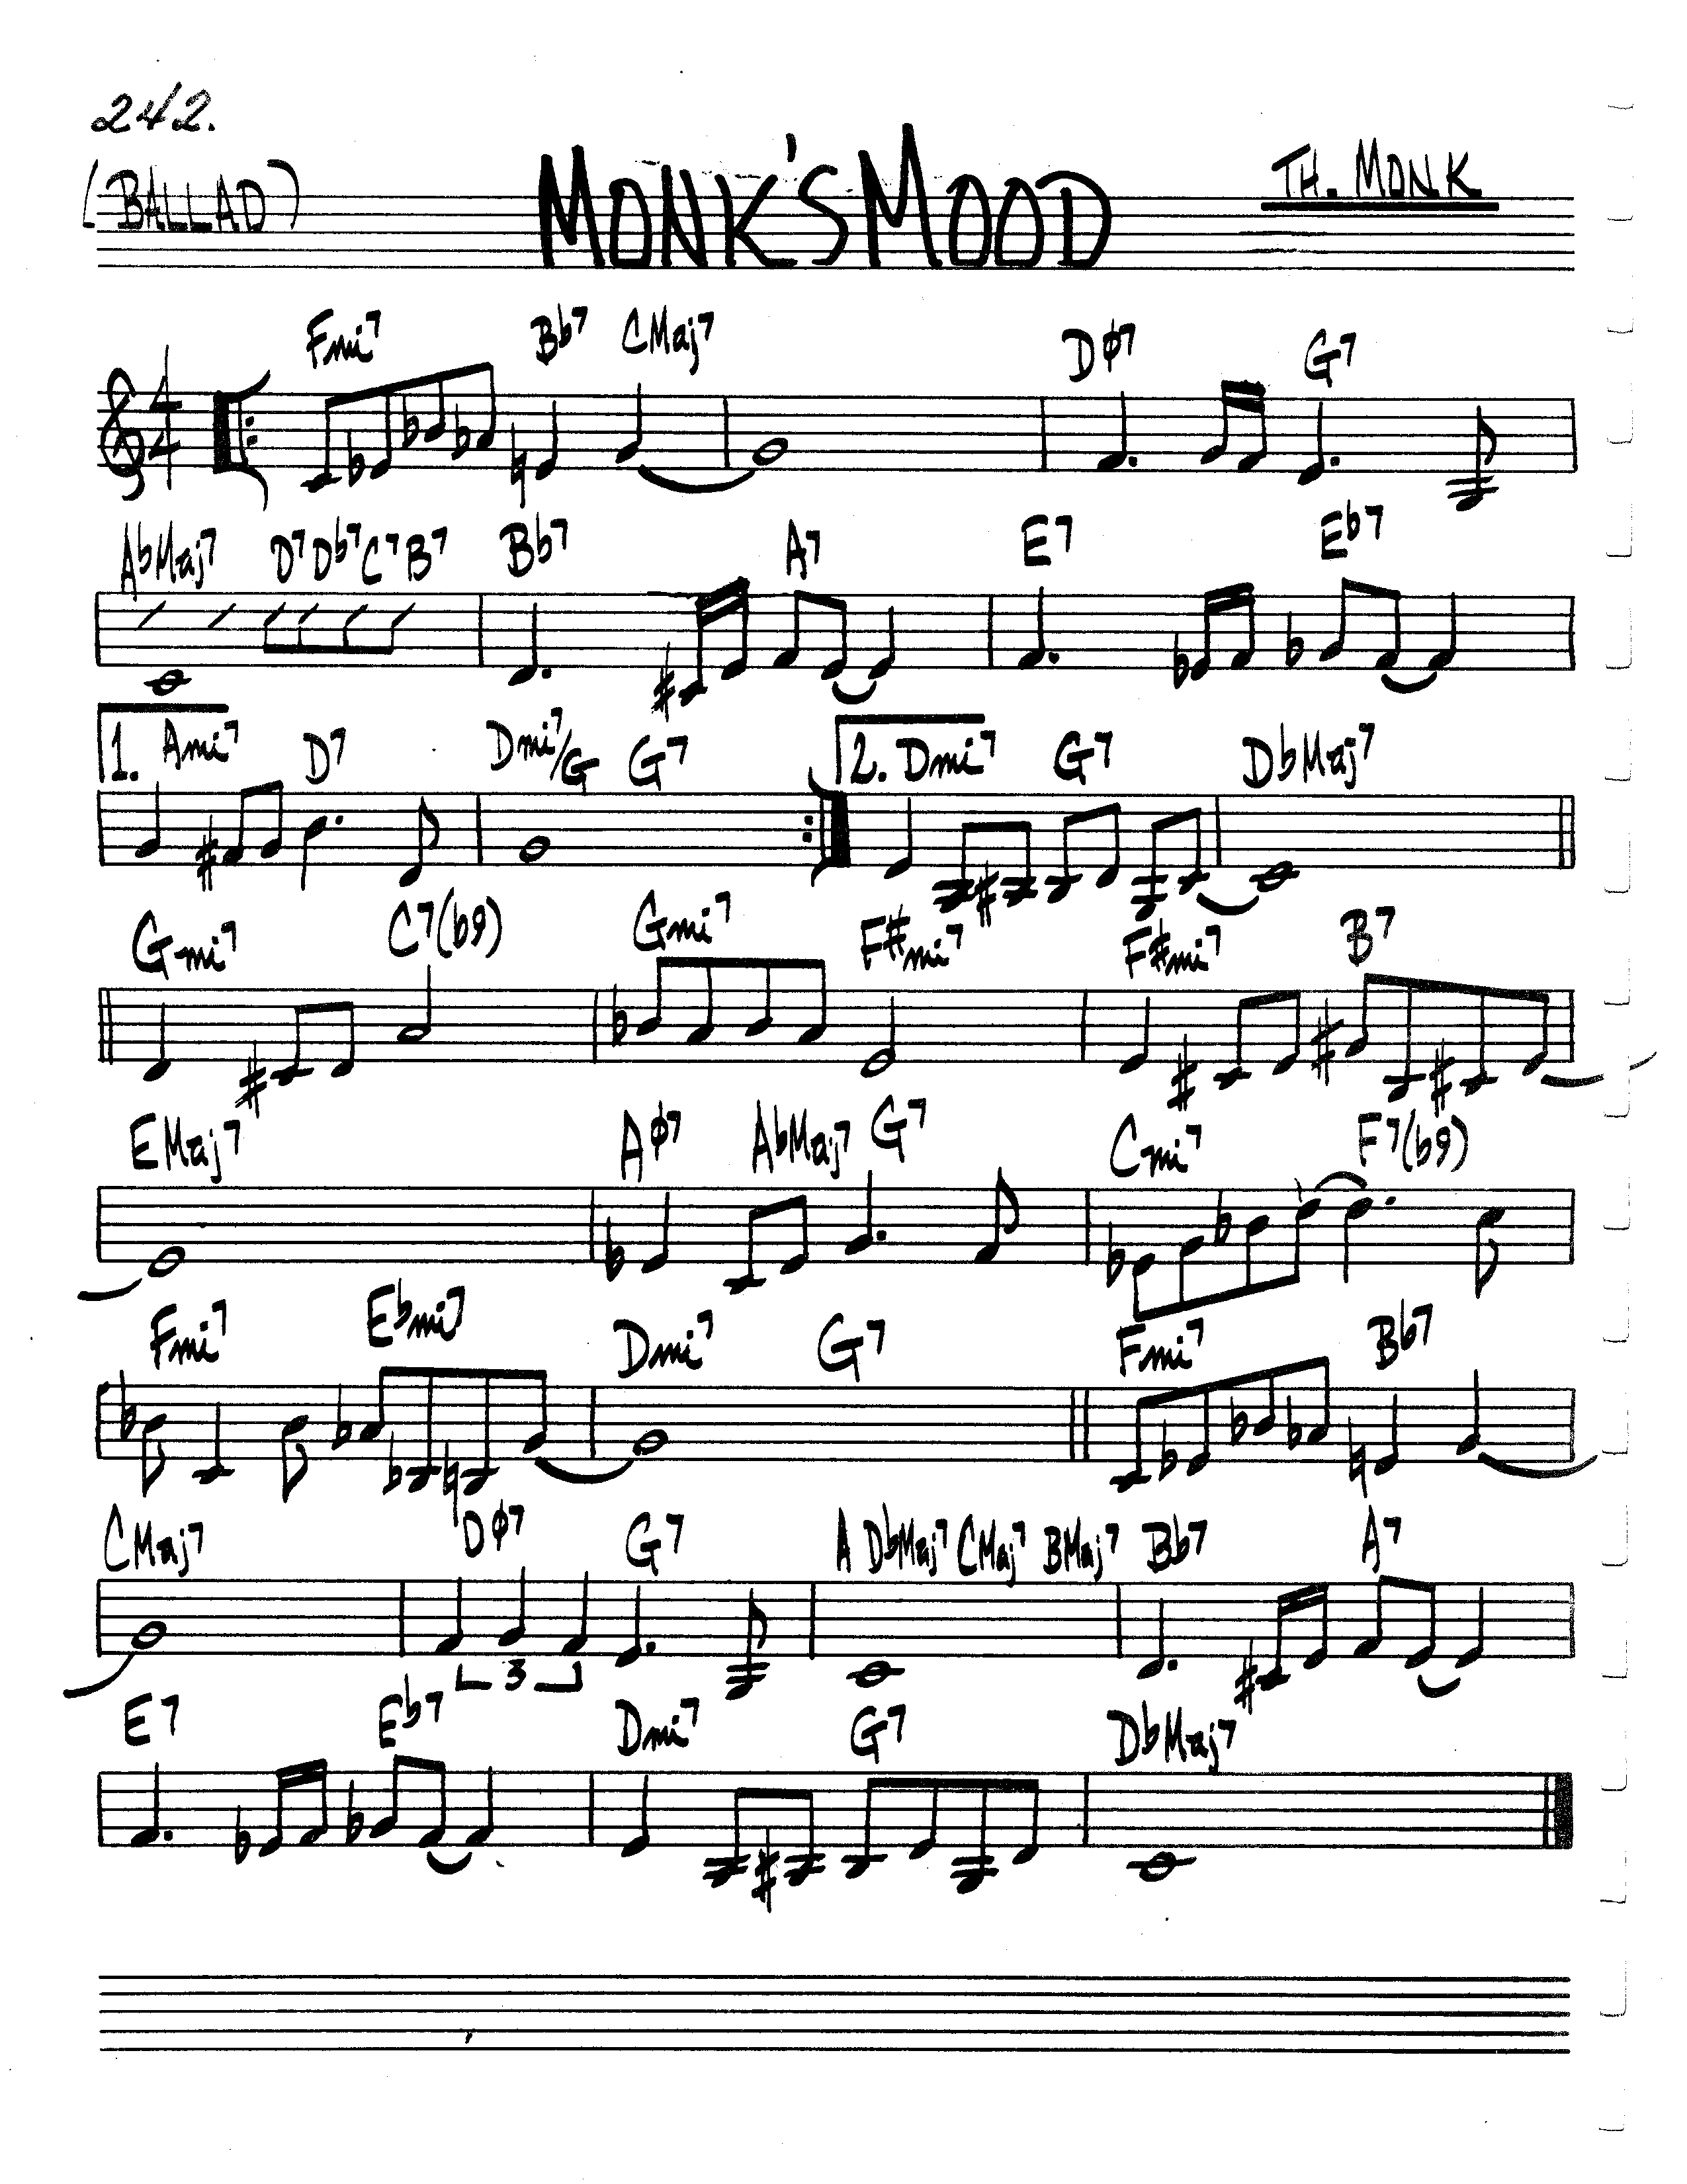 242.
(BALLAD) MONK'S MOOD TH. MONK
Fmi7 Bb7 CMaj7 DØ7 G7
4 4
AbMaj7 D7 Db7 C7 B7 Bb7 A7 E7 Eb7
1. Ami7 D7 Dmi7/G G7 2. Dmi7 G7 DbMaj7
Gmi7 C7(b9) Gmi7 F#mi7 F#mi7 B7
EMaj7 AØ7 AbMaj7 G7 Cmi7 F7(b9)
Fmi7 Ebmi7 Dmi7 G7 Fmi7 Bb7
CMaj7 DØ7 G7 A DbMaj7 CMaj7 BMaj7 Bb7 A7
3
E7 Eb7 Dmi7 G7 DbMaj7